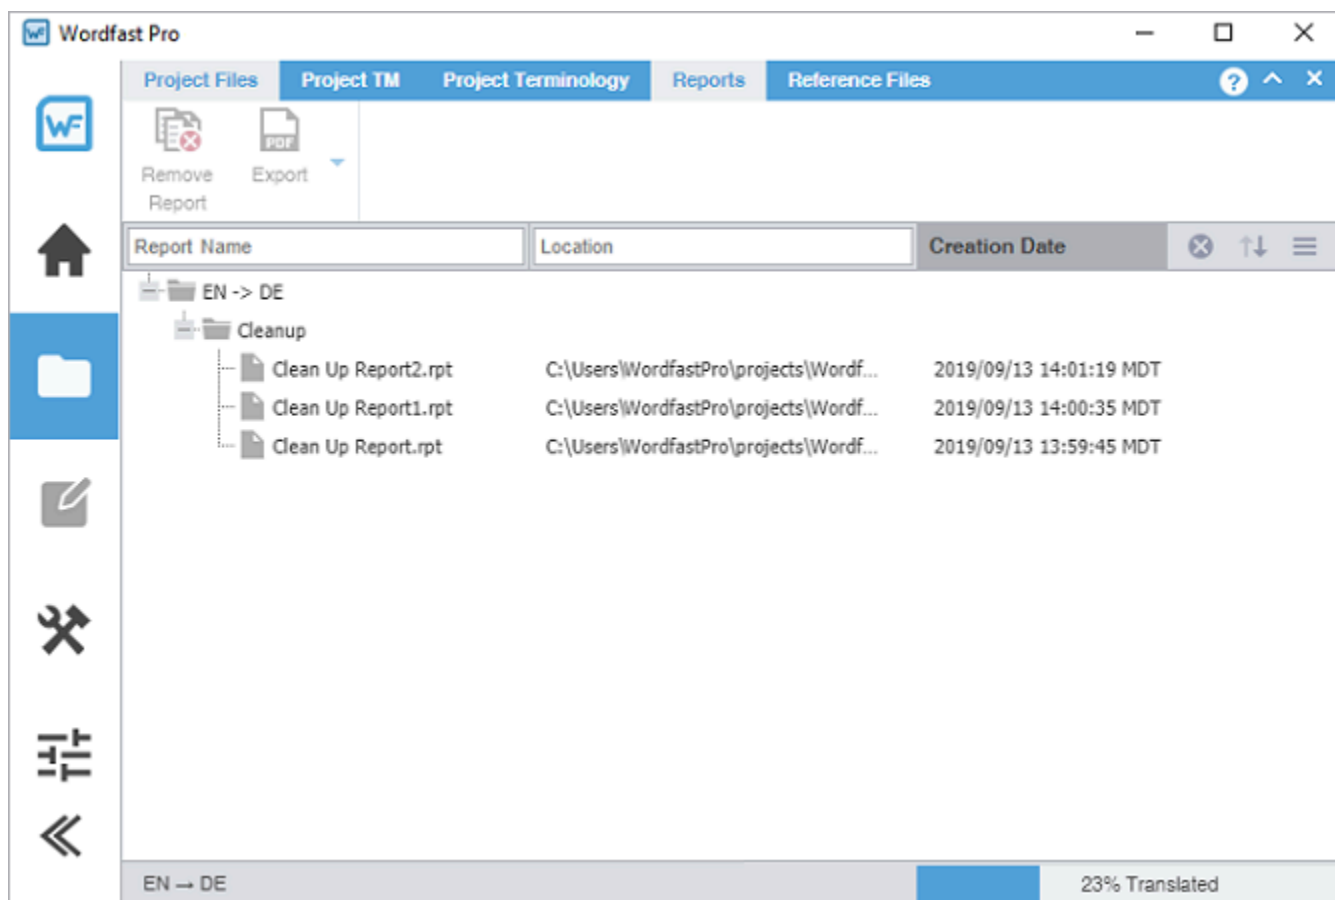 Wordfast Pro
Project Files Project TM Project Terminology Reports Reference Files
WF
PDF
Remove Report
Export
Report Name Location Creation Date
EN -> DE
Cleanup
Clean Up Report2.rpt C:\Users\WordfastPro\projects\Wordf... 2019/09/13 14:01:19 MDT
Clean Up Report1.rpt C:\Users\WordfastPro\projects\Wordf... 2019/09/13 14:00:35 MDT
Clean Up Report.rpt C:\Users\WordfastPro\projects\Wordf... 2019/09/13 13:59:45 MDT
EN → DE 23% Translated